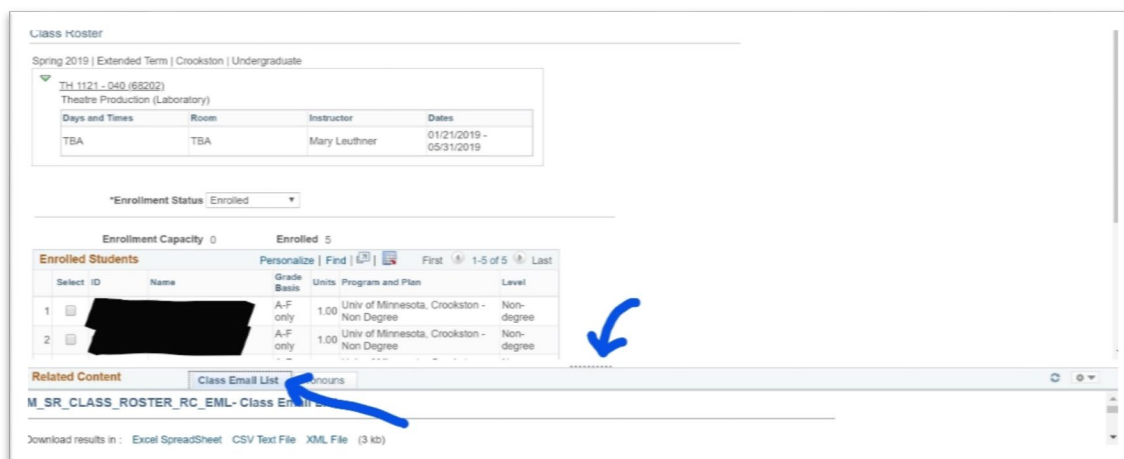 Class Roster
Spring 2019 | Extended Term | Crookston | Undergraduate
TH 1121 - 040 (68202)
Theatre Production (Laboratory)
Days and Times Room Instructor Dates
TBA TBA Mary Leuthner 01/21/2019 -
05/31/2019
*Enrollment Status Enrolled
Enrollment Capacity 0 Enrolled 5
Enrolled Students Personalize | Find | First 1-5 of 5 Last
Select ID Name Grade Basis Units Program and Plan Level
1 A-F only 1.00 Univ of Minnesota, Crookston - Non Degree Non-degree
2 A-F only 1.00 Univ of Minnesota, Crookston - Non Degree Non-degree
Related Content Class Email List onouns
M_SR_CLASS_ROSTER_RC_EML- Class Email
Download results in : Excel SpreadSheet CSV Text File XML File (3 kb)